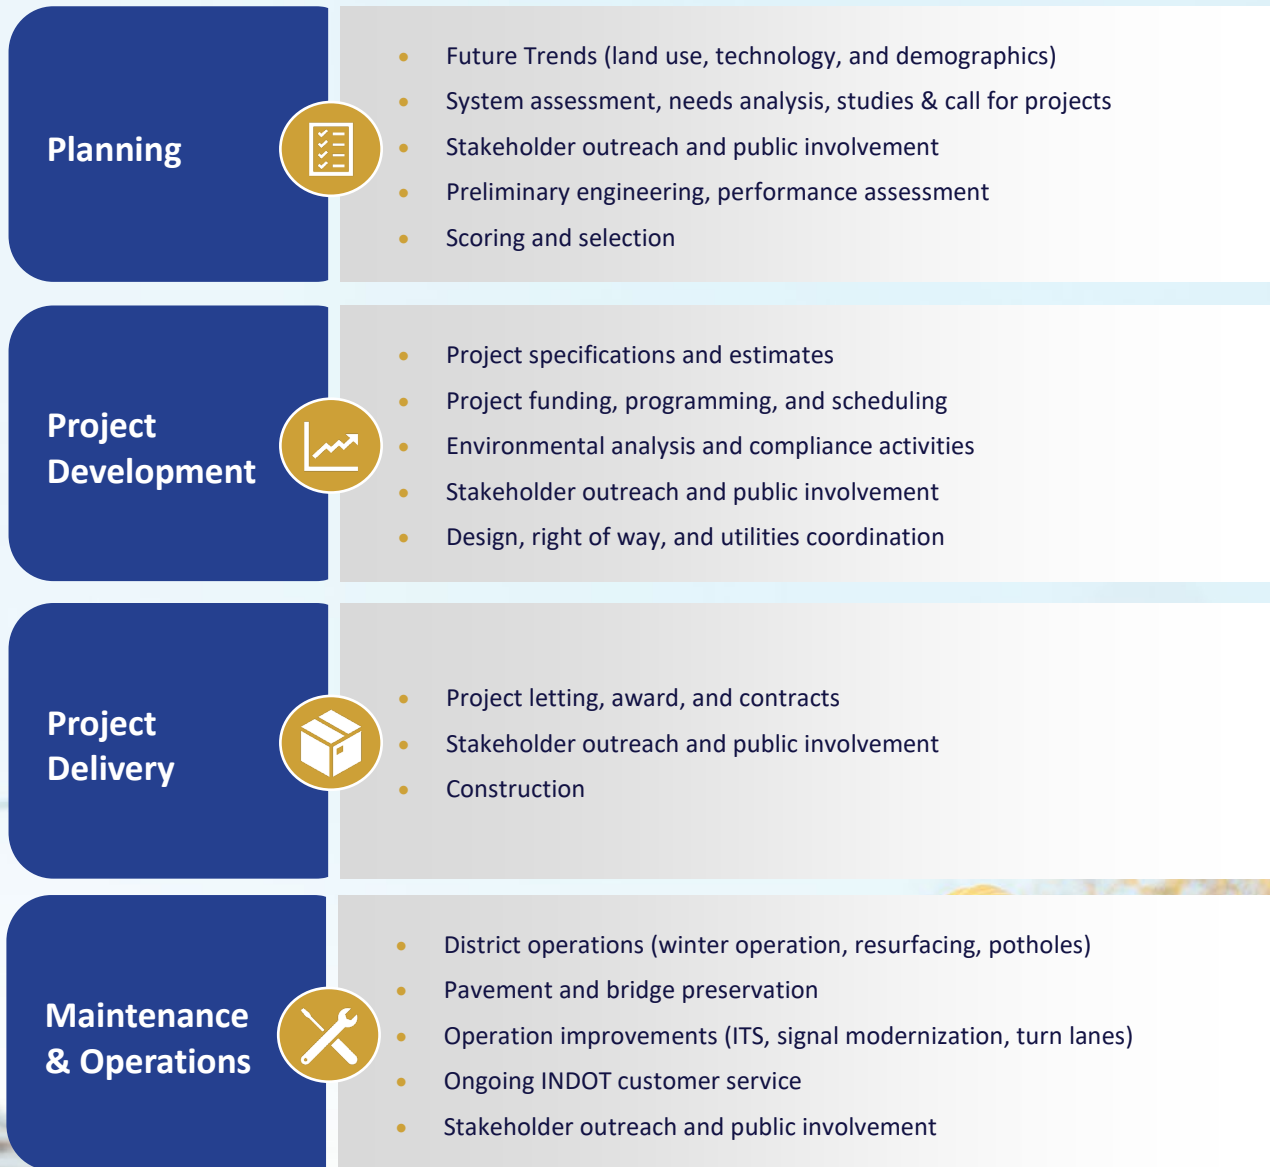 Planning
• Future Trends (land use, technology, and demographics)
• System assessment, needs analysis, studies & call for projects
• Stakeholder outreach and public involvement
• Preliminary engineering, performance assessment
• Scoring and selection
Project
Development
• Project specifications and estimates
• Project funding, programming, and scheduling
• Environmental analysis and compliance activities
• Stakeholder outreach and public involvement
• Design, right of way, and utilities coordination
Project
Delivery
• Project letting, award, and contracts
• Stakeholder outreach and public involvement
• Construction
Maintenance
& Operations
• District operations (winter operation, resurfacing, potholes)
• Pavement and bridge preservation
• Operation improvements (ITS, signal modernization, turn lanes)
• Ongoing INDOT customer service
• Stakeholder outreach and public involvement